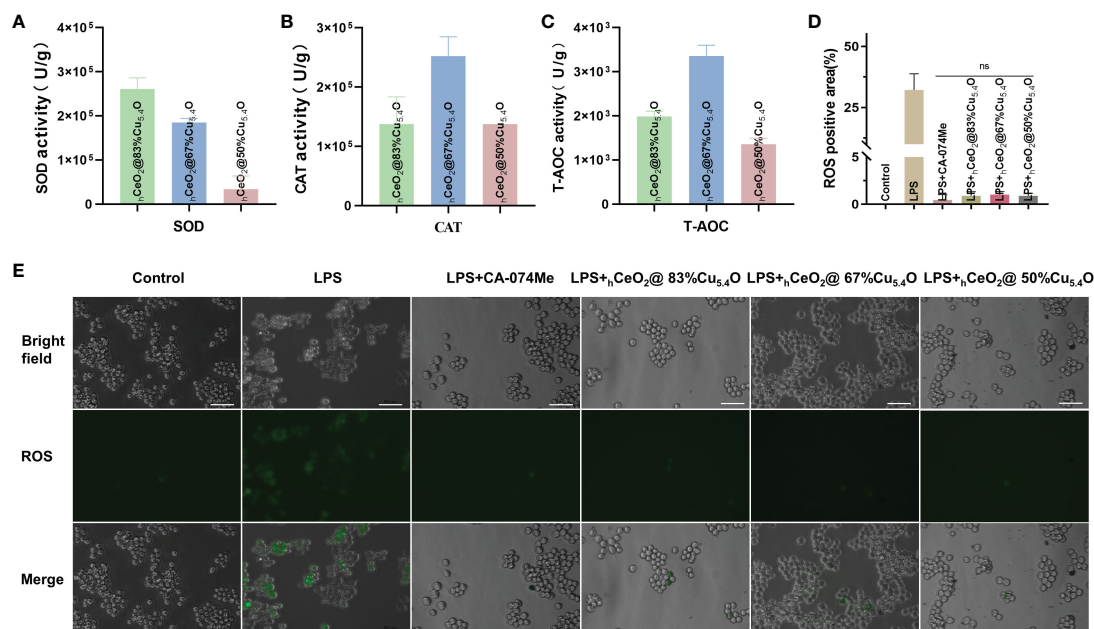 A
SOD activity ( U/g )
4×10⁵
3×10⁵
2×10⁵
1×10⁵
0
ₕCeO₂@83%Cu₅.₄O
ₕCeO₂@67%Cu₅.₄O
ₕCeO₂@50%Cu₅.₄O
SOD
B
CAT activity ( U/g )
3×10⁵
2×10⁵
1×10⁵
0
ₕCeO₂@83%Cu₅.₄O
ₕCeO₂@67%Cu₅.₄O
ₕCeO₂@50%Cu₅.₄O
CAT
C
T-AOC activity ( U/g )
4×10³
3×10³
2×10³
1×10³
0
ₕCeO₂@83%Cu₅.₄O
ₕCeO₂@67%Cu₅.₄O
ₕCeO₂@50%Cu₅.₄O
T-AOC
D
ROS positive area(%)
50
25
5
0
ns
Control
LPS
LPS+CA-074Me
LPS+ₕCeO₂@83%Cu₅.₄O
LPS+ₕCeO₂@67%Cu₅.₄O
LPS+ₕCeO₂@50%Cu₅.₄O
E
Control LPS LPS+CA-074Me LPS+ₕCeO₂@ 83%Cu₅.₄O LPS+ₕCeO₂@ 67%Cu₅.₄O LPS+ₕCeO₂@ 50%Cu₅.₄O
Bright
field
ROS
Merge